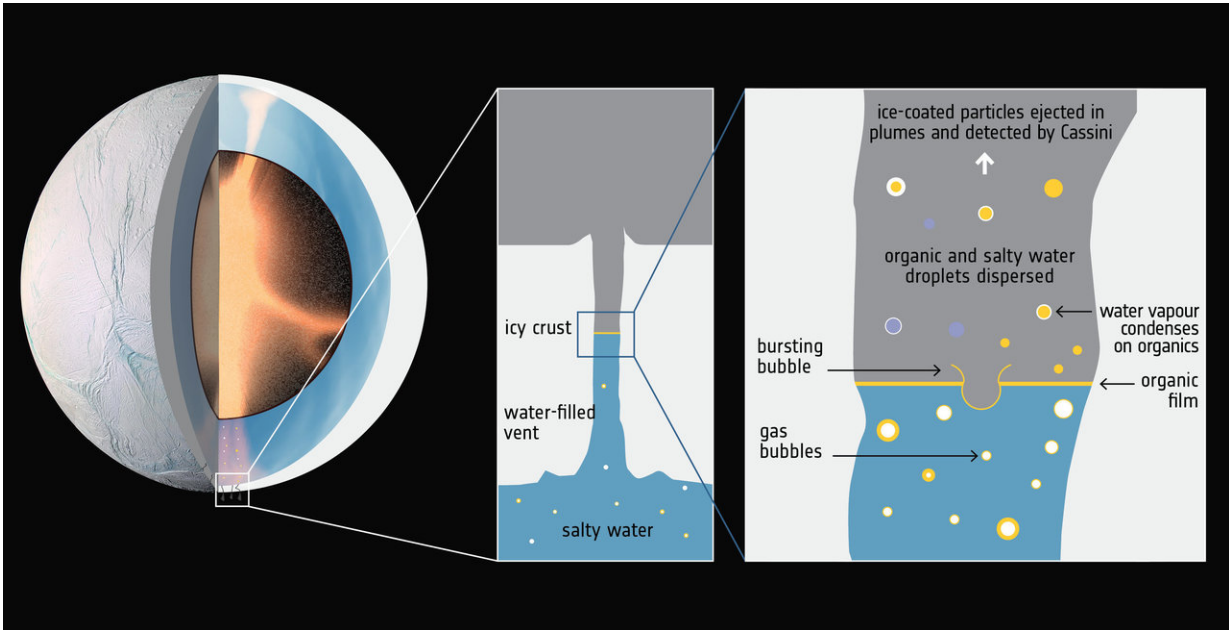 icy crust
water-filled
vent
salty water
ice-coated particles ejected in
plumes and detected by Cassini
organic and salty water
droplets dispersed
water vapour
condenses
on organics
bursting
bubble
organic
film
gas
bubbles